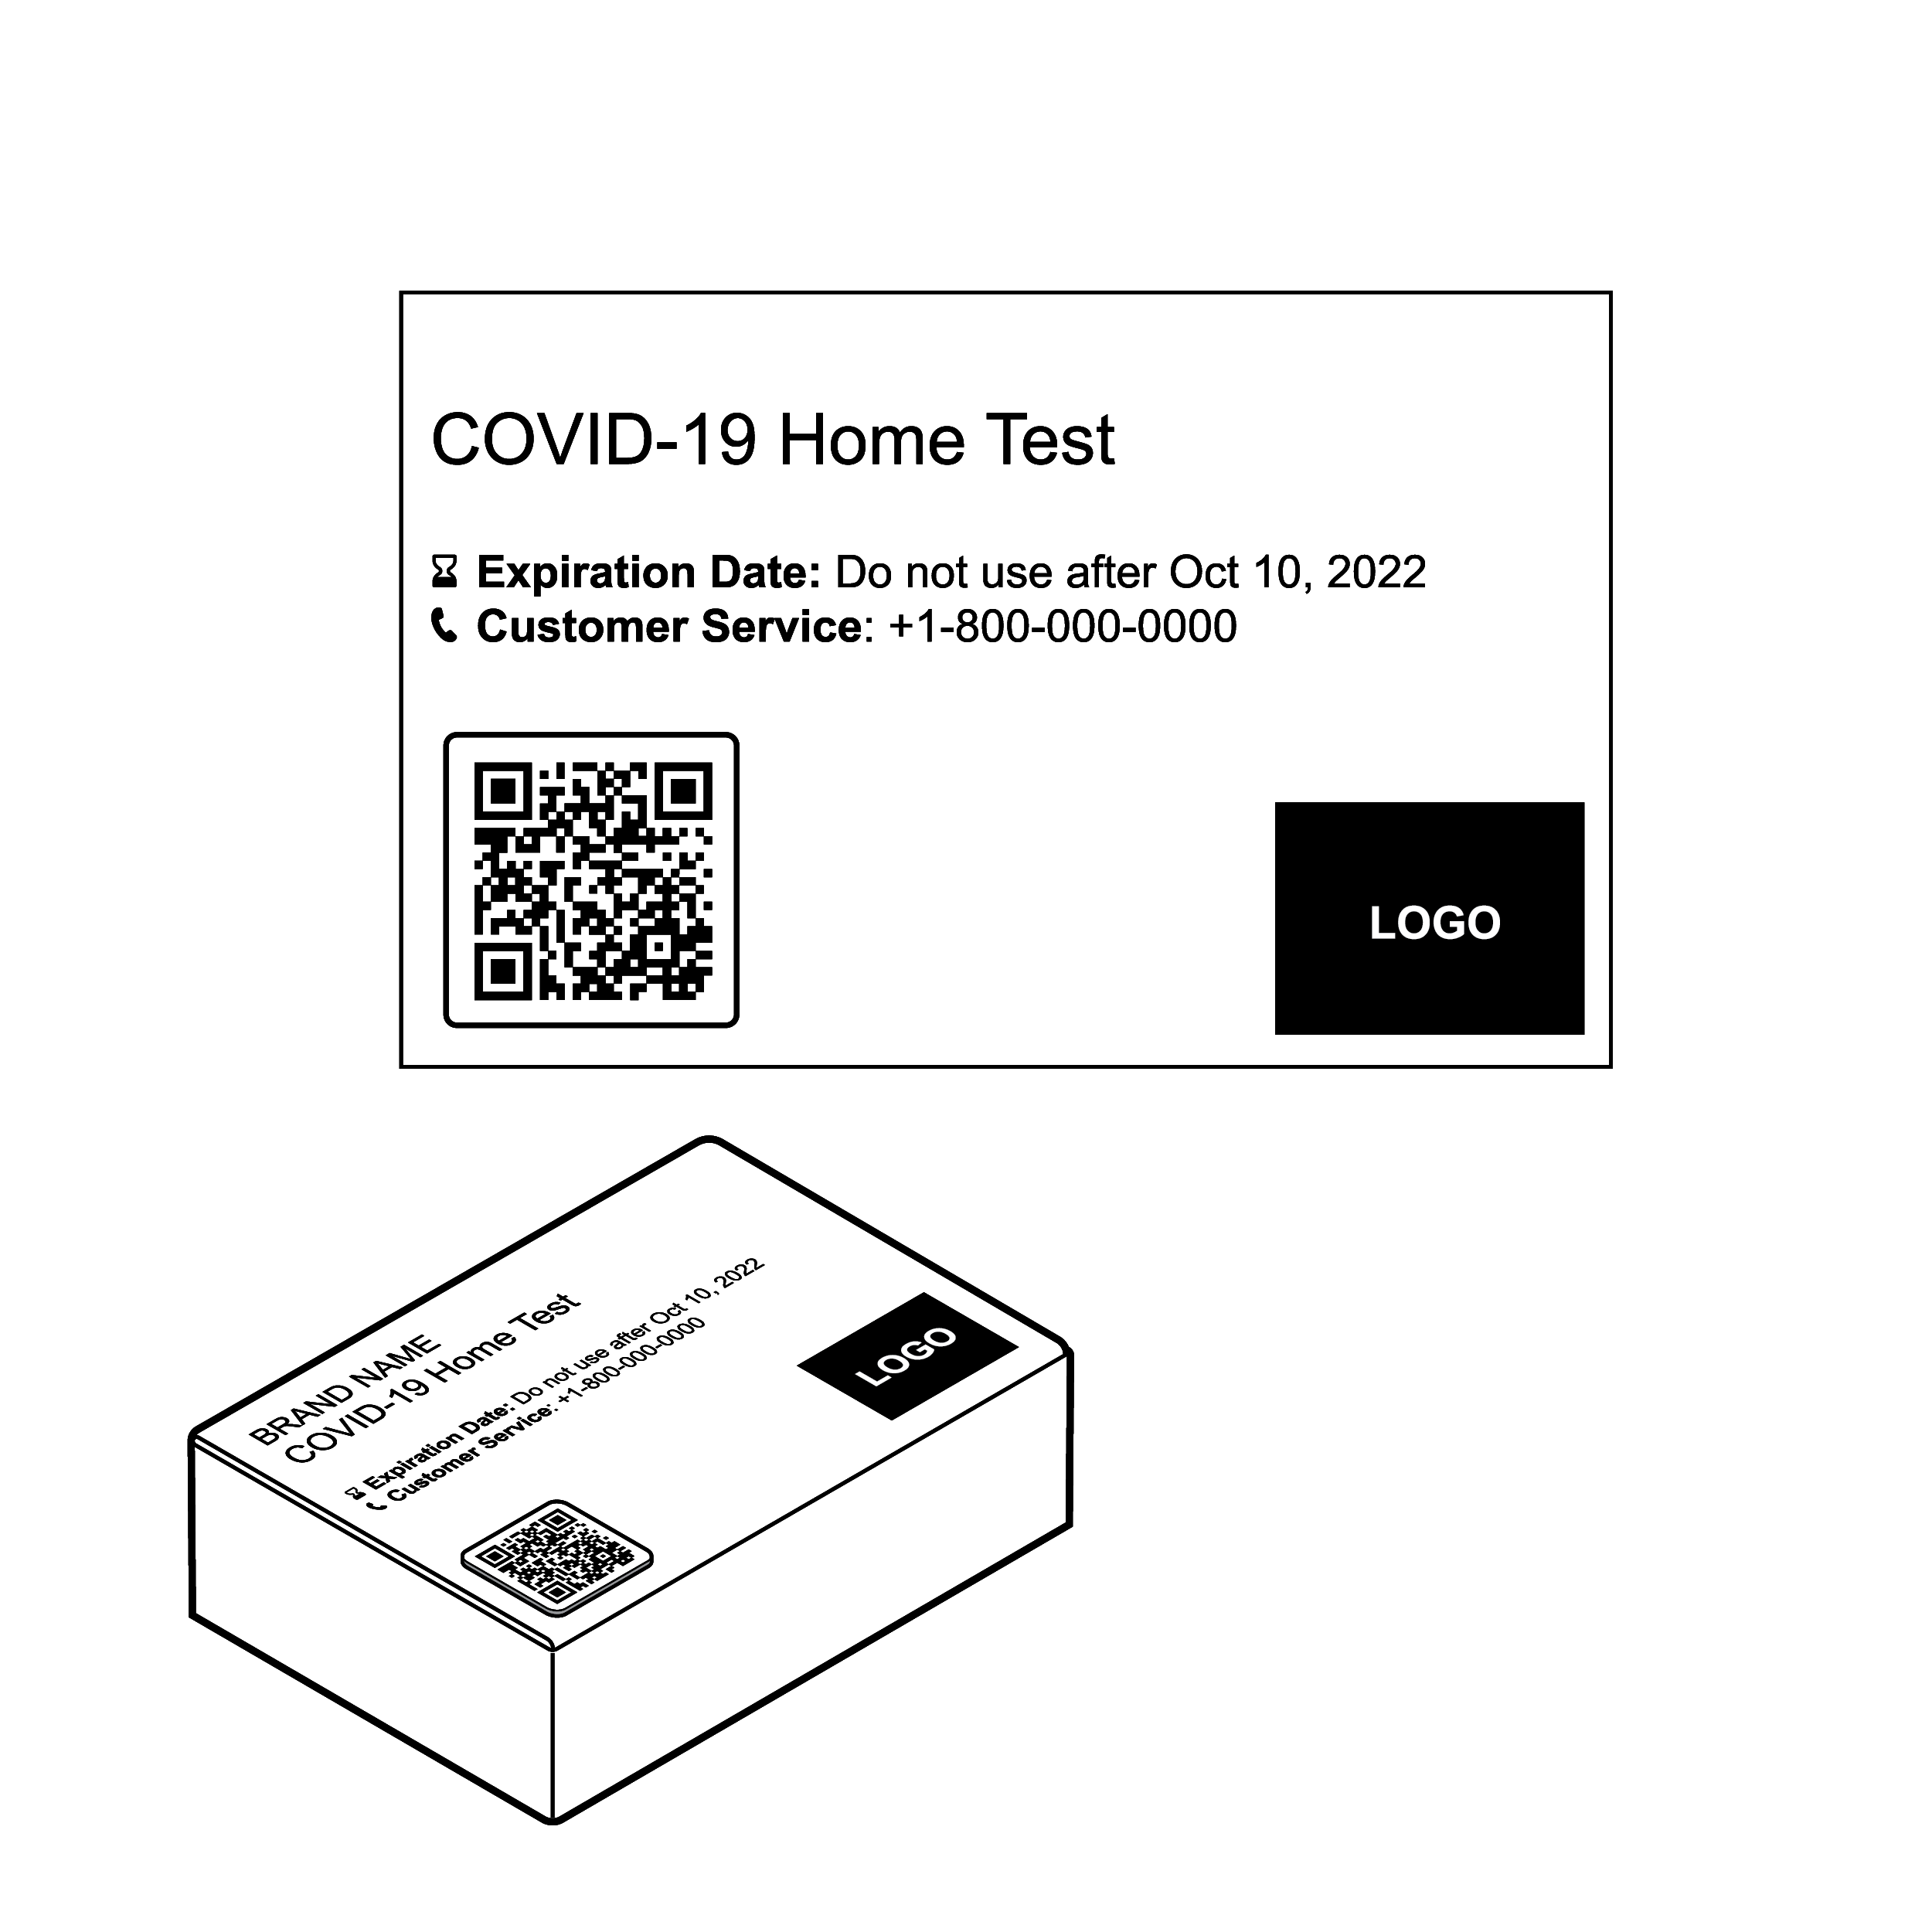 COVID-19 Home Test
Expiration Date: Do not use after Oct 10, 2022
Customer Service: +1-800-000-0000
LOGO
BRAND NAME
COVID-19 Home Test
Expiration Date: Do not use after Oct 10, 2022
Customer Service: +1-800-000-0000
LOGO